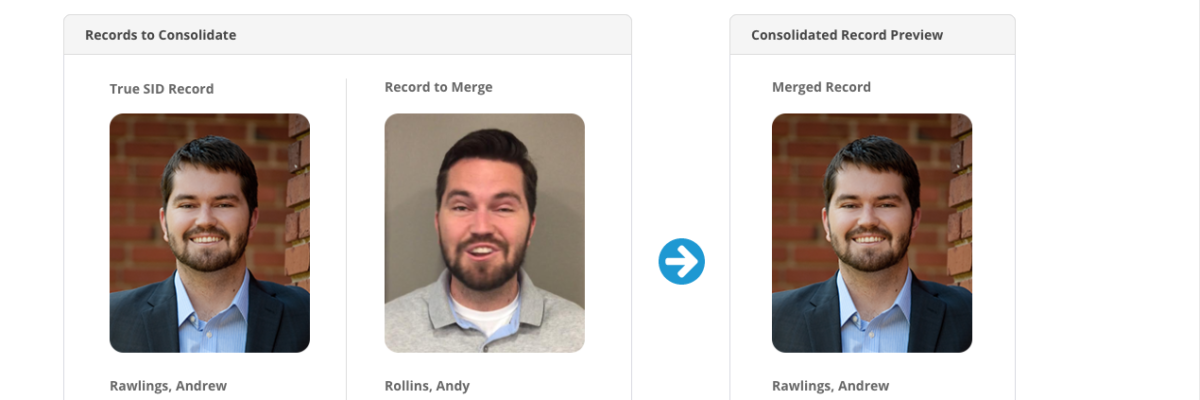 Records to Consolidate
Consolidated Record Preview
True SID Record
Record to Merge
Merged Record
Rawlings, Andrew
Rollins, Andy
Rawlings, Andrew